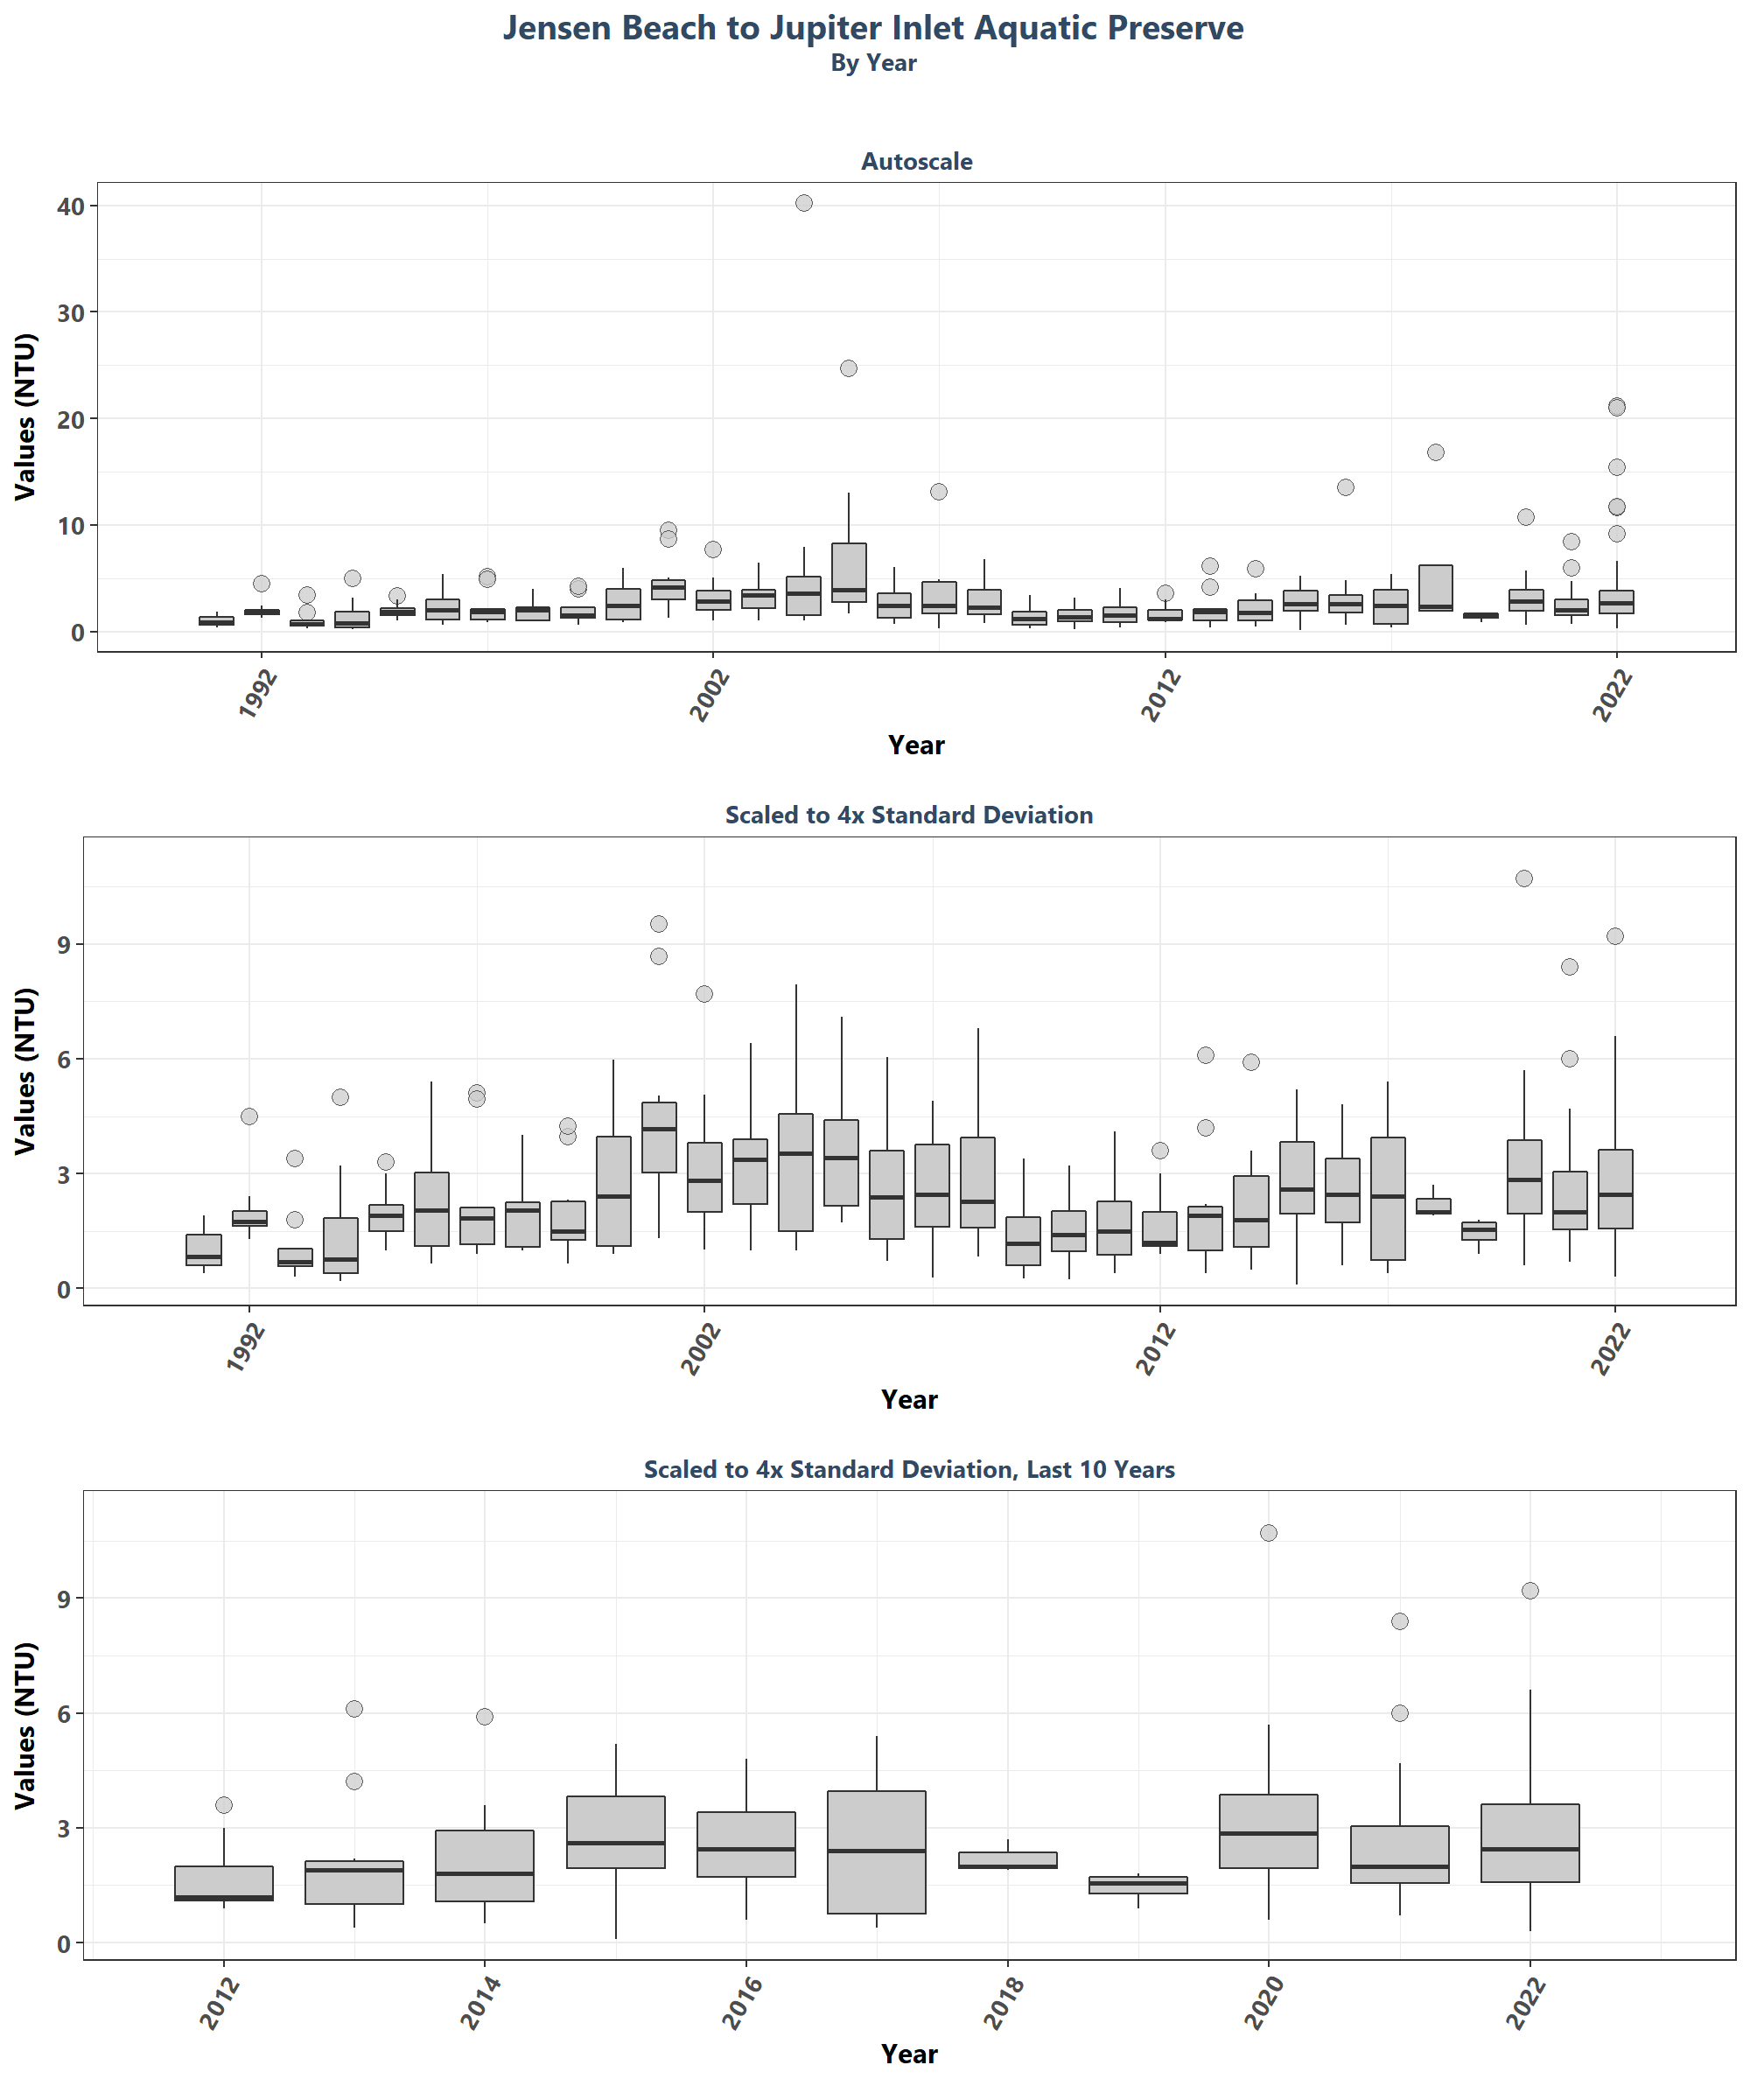 Jensen Beach to Jupiter Inlet Aquatic Preserve
By Year
Autoscale
Values (NTU)
40
30
20
10
0
1992
2002
2012
2022
Year
Scaled to 4x Standard Deviation
Values (NTU)
9
6
3
0
1992
2002
2012
2022
Year
Scaled to 4x Standard Deviation, Last 10 Years
Values (NTU)
9
6
3
0
2012
2014
2016
2018
2020
2022
Year